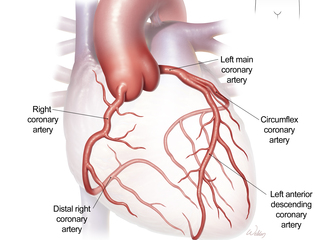 Left main
coronary
artery
Right
coronary
artery
Circumflex
coronary
artery
Distal right
coronary
artery
Left anterior
descending
coronary
artery